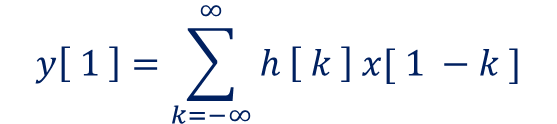 y[ 1 ] = ∑_{k=−∞}^{∞} h [ k ] x[ 1 − k ]